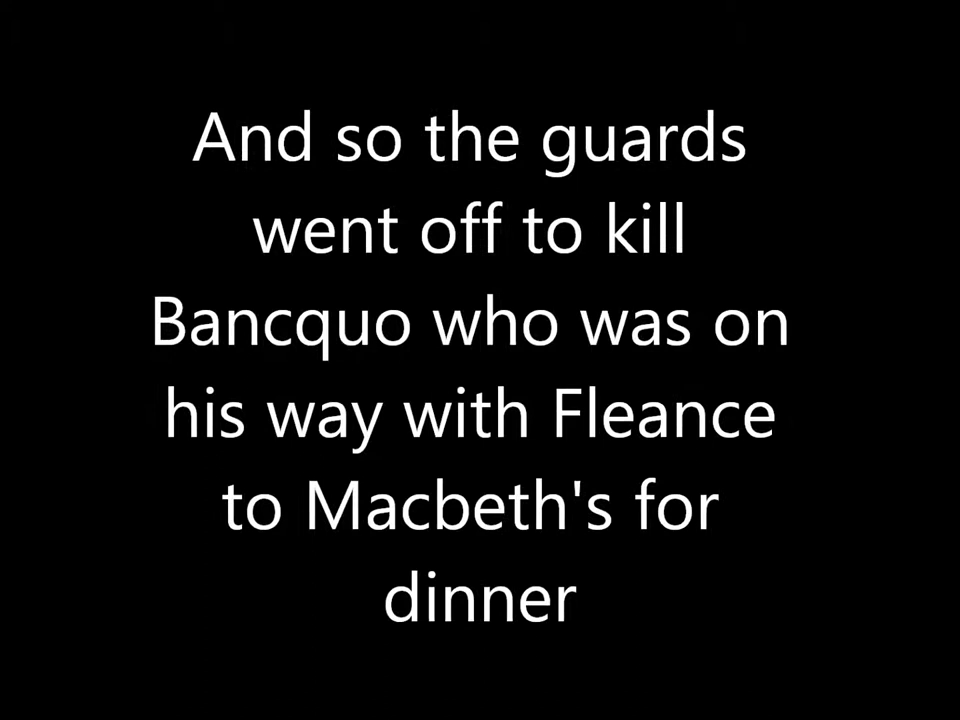 And so the guards
went off to kill
Bancquo who was on
his way with Fleance
to Macbeth's for
dinner